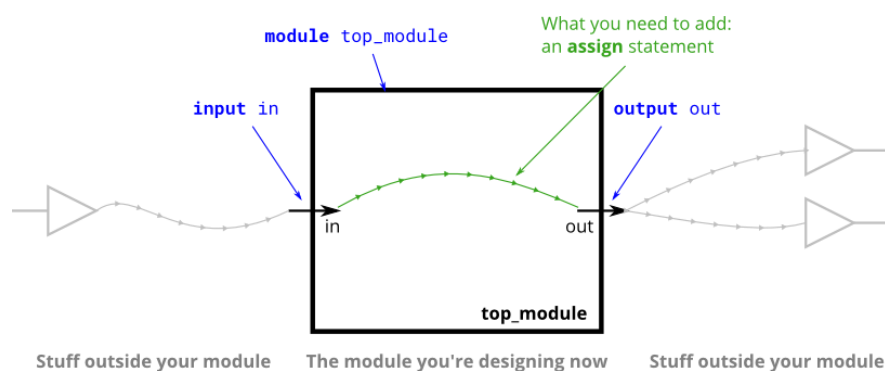 What you need to add:
an assign statement
module top_module
input in
output out
in
out
top_module
Stuff outside your module
The module you're designing now
Stuff outside your module